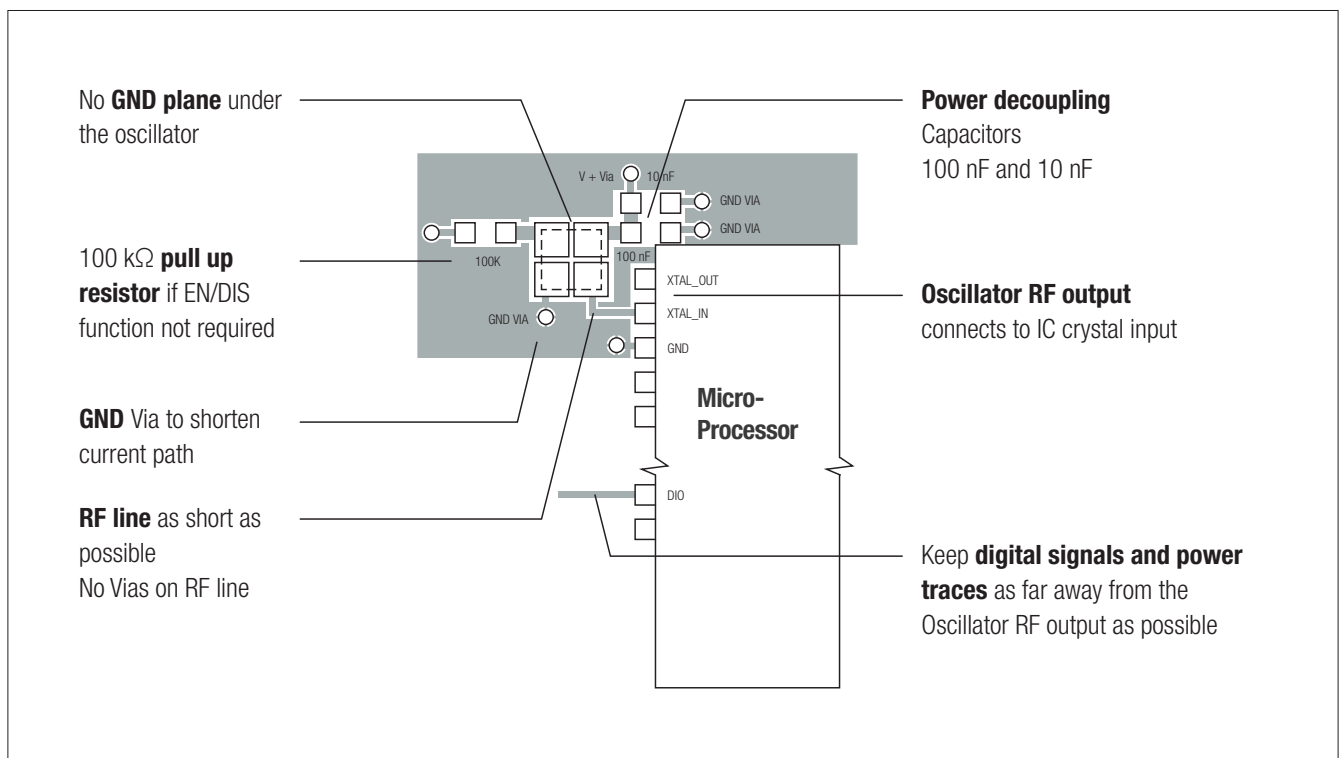 No GND plane under
the oscillator
100 kΩ pull up
resistor if EN/DIS
function not required
GND Via to shorten
current path
RF line as short as
possible
No Vias on RF line
V + Via
10 nF
GND VIA
GND VIA
100K
100 nF
GND VIA
XTAL_OUT
XTAL_IN
GND
Micro-
Processor
DIO
Power decoupling
Capacitors
100 nF and 10 nF
Oscillator RF output
connects to IC crystal input
Keep digital signals and power
traces as far away from the
Oscillator RF output as possible